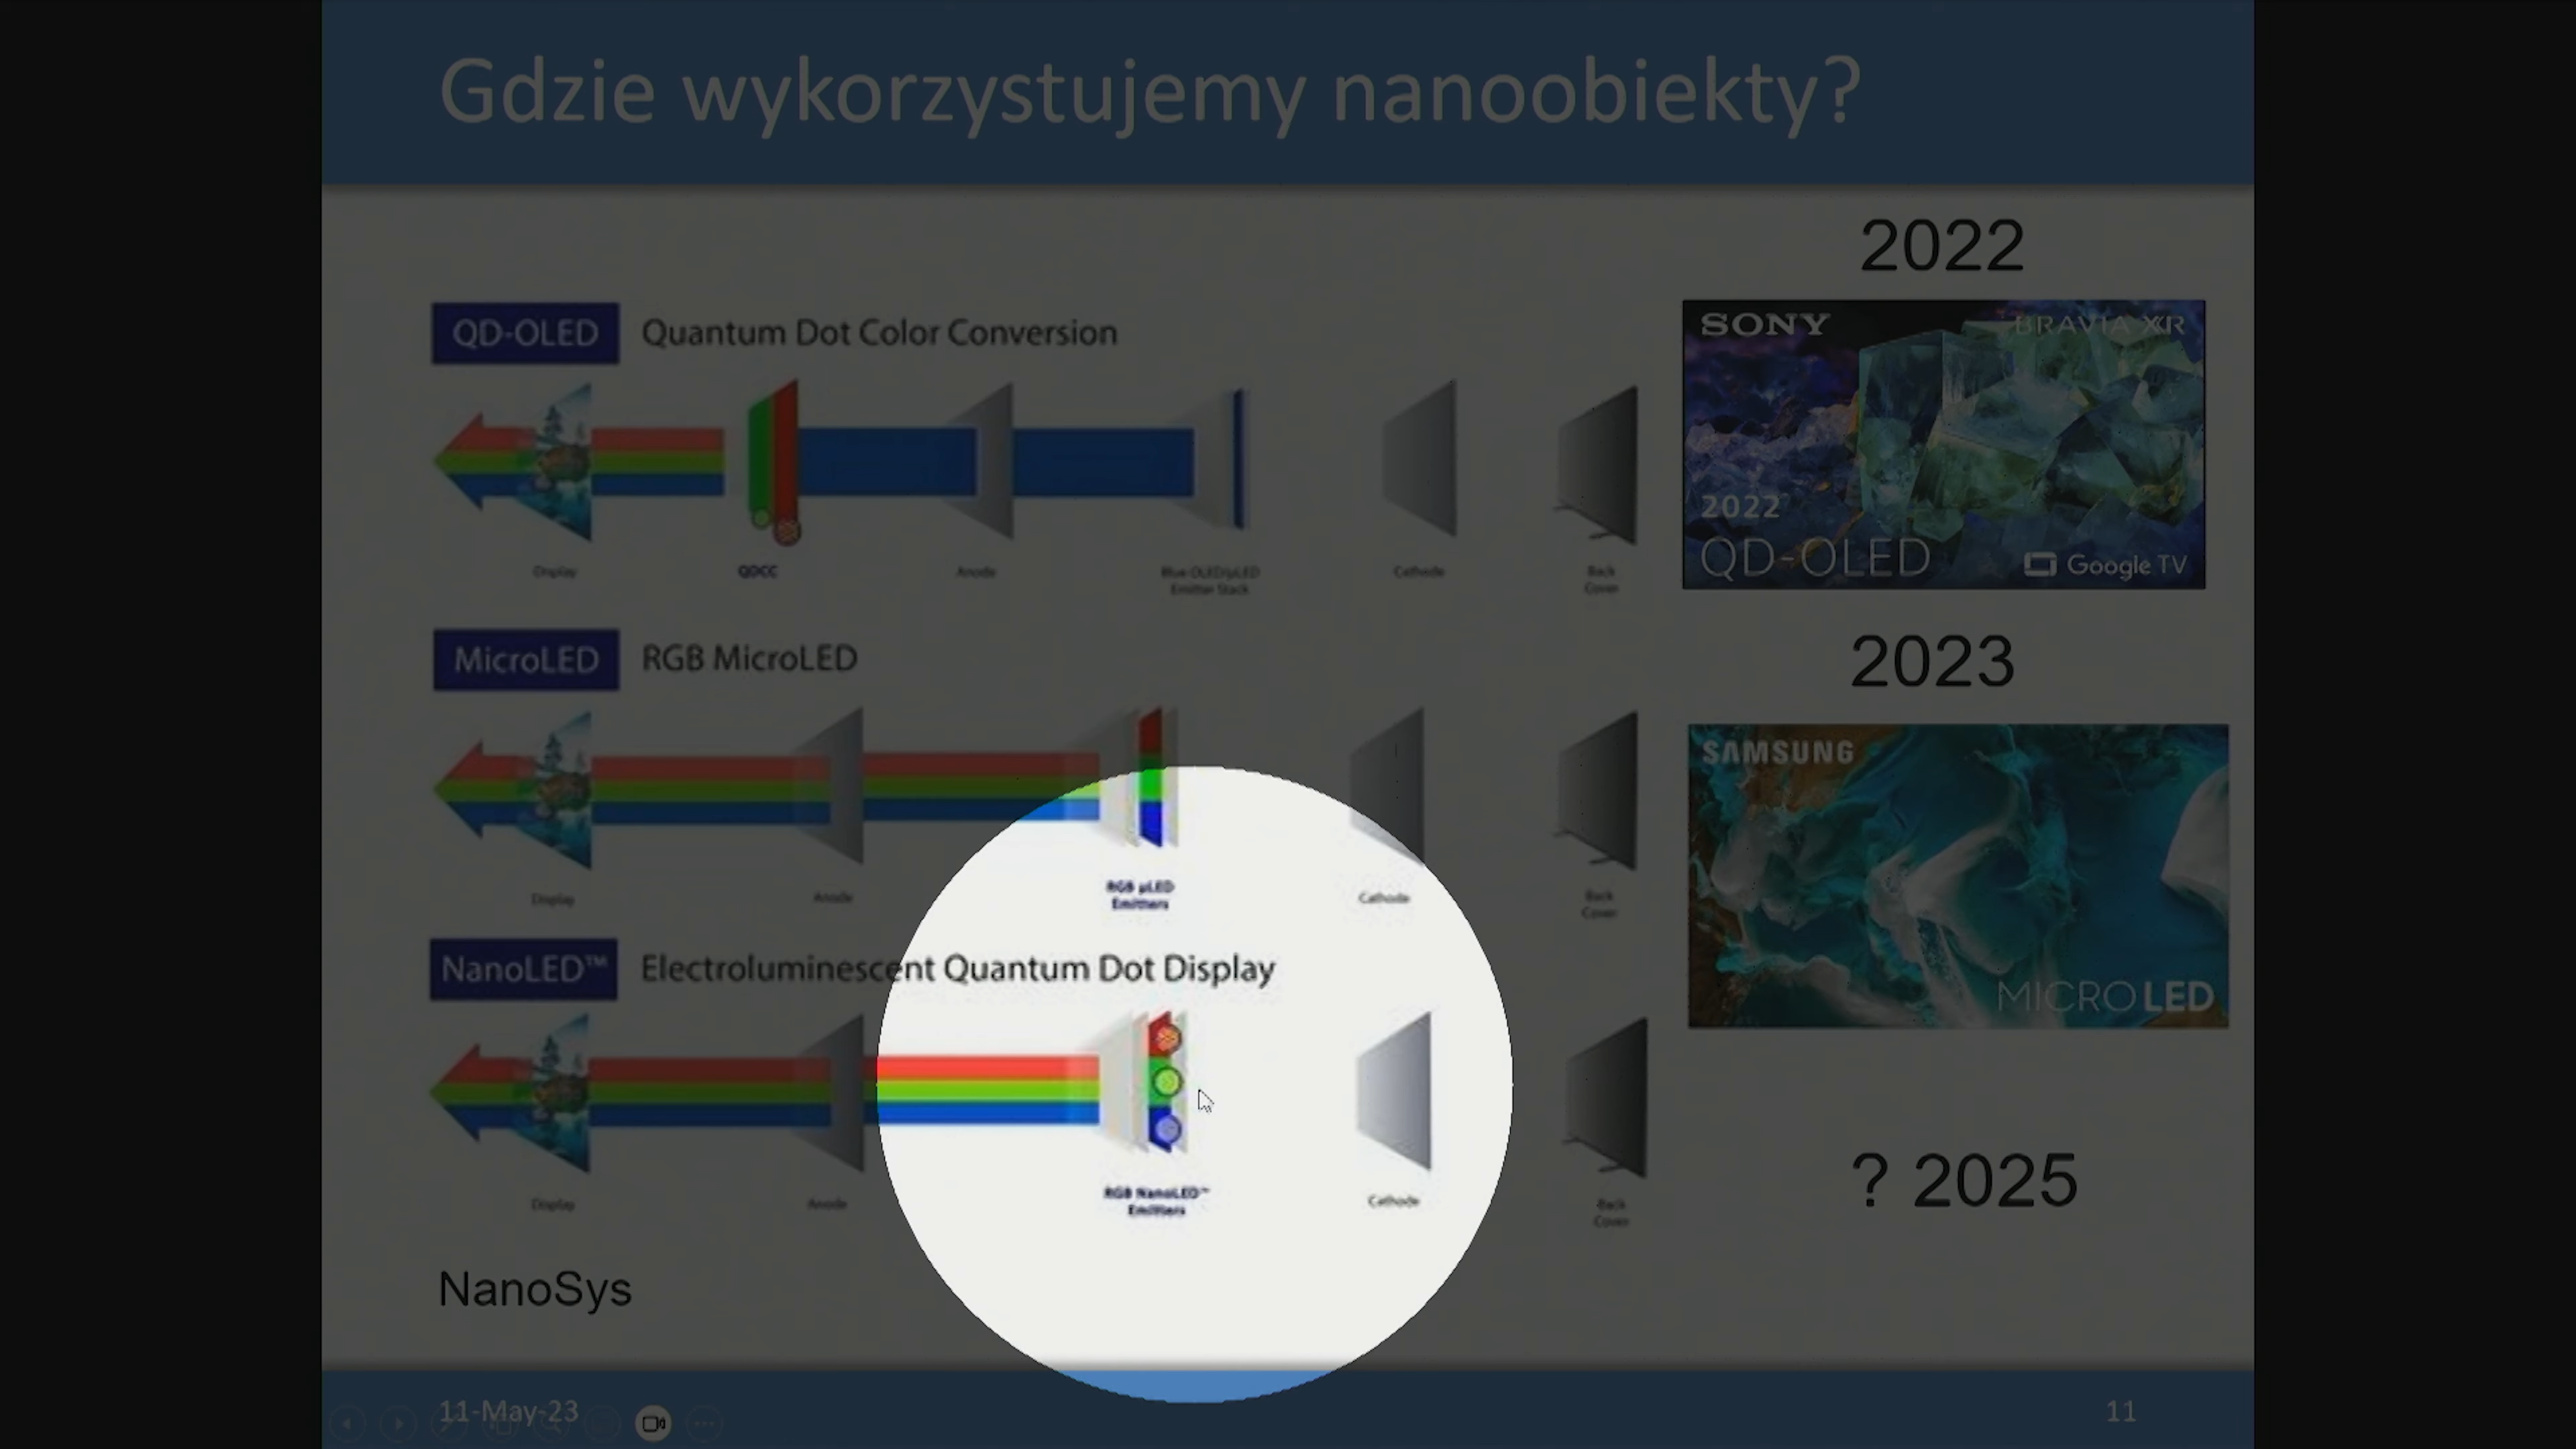 Gdzie wykorzystujemy nanoobiekty?
2022
QD-OLED Quantum Dot Color Conversion
SONY BRAVIA XR
2022
QD-OLED Google TV
Display QDCC Anode Blue OLED/µLED Emitter Stack Cathode Back Cover
2023
MicroLED RGB MicroLED
SAMSUNG
MICRO LED
Display Anode RGB µLED Emitters Cathode Back Cover
NanoLED™ Electroluminescent Quantum Dot Display
? 2025
Display Anode RGB NanoLED™ Emitters Cathode Back Cover
NanoSys
11-May-23
11